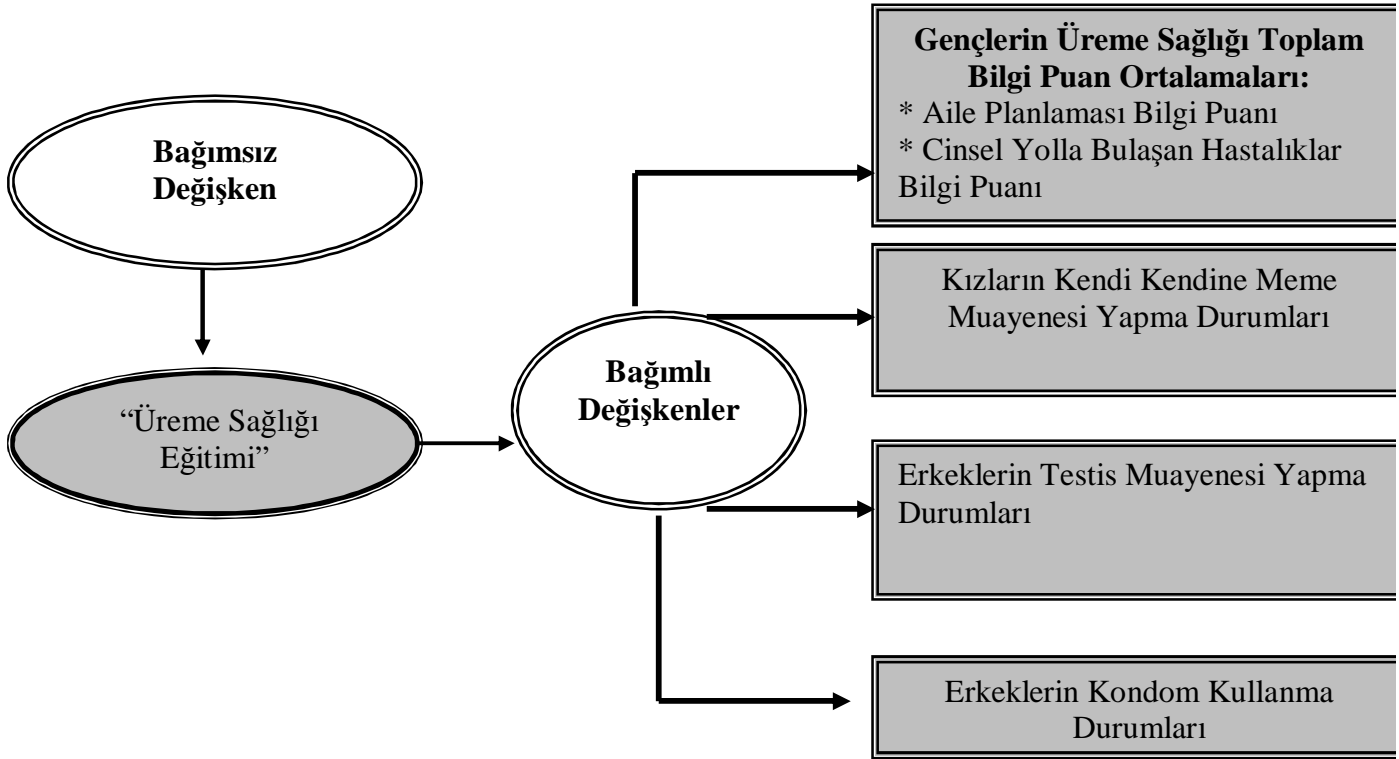 Bağımsız
Değişken
“Üreme Sağlığı
Eğitimi”
Bağımlı
Değişkenler
Gençlerin Üreme Sağlığı Toplam
Bilgi Puan Ortalamaları:
* Aile Planlaması Bilgi Puanı
* Cinsel Yolla Bulaşan Hastalıklar
Bilgi Puanı
Kızların Kendi Kendine Meme
Muayenesi Yapma Durumları
Erkeklerin Testis Muayenesi Yapma
Durumları
Erkeklerin Kondom Kullanma
Durumları